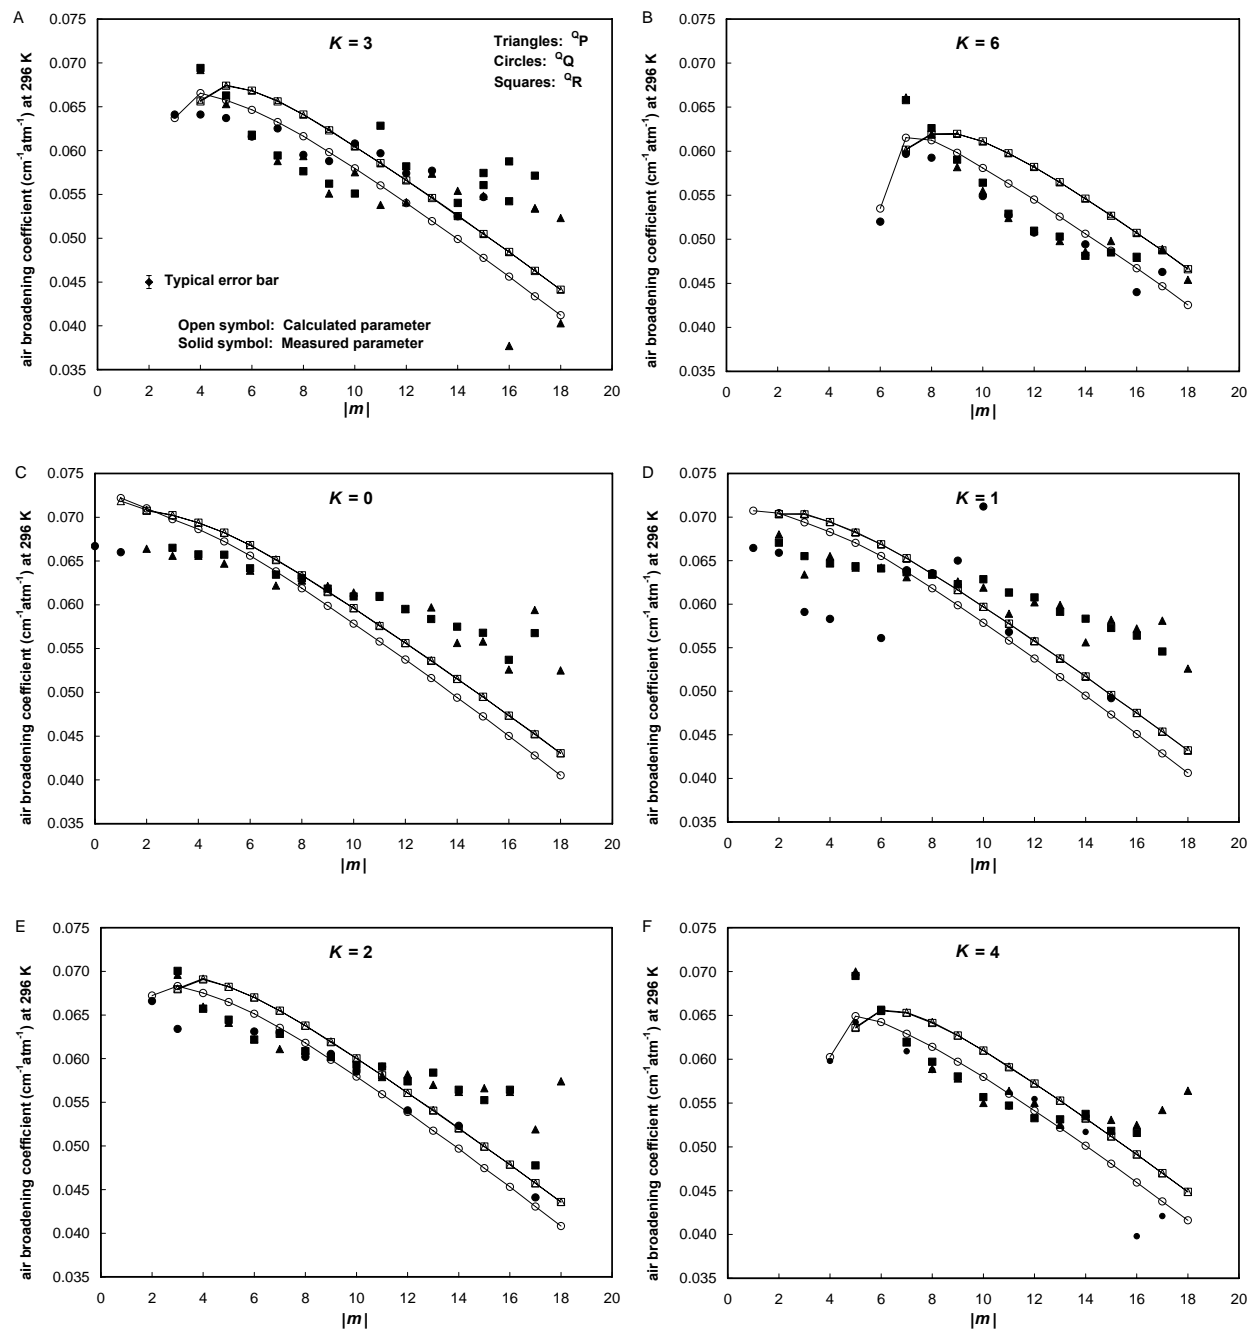 A
K = 3
Triangles: QP
Circles: QQ
Squares: QR
Typical error bar
Open symbol: Calculated parameter
Solid symbol: Measured parameter
air broadening coefficient (cm-1atm-1) at 296 K
0.075
0.070
0.065
0.060
0.055
0.050
0.045
0.040
0.035
0 2 4 6 8 10 12 14 16 18 20
|m|
B
K = 6
air broadening coefficient (cm-1atm-1) at 296 K
0.075
0.070
0.065
0.060
0.055
0.050
0.045
0.040
0.035
0 2 4 6 8 10 12 14 16 18 20
|m|
C
K = 0
air broadening coefficient (cm-1atm-1) at 296 K
0.075
0.070
0.065
0.060
0.055
0.050
0.045
0.040
0.035
0 2 4 6 8 10 12 14 16 18 20
|m|
D
K = 1
air broadening coefficient (cm-1atm-1) at 296 K
0.075
0.070
0.065
0.060
0.055
0.050
0.045
0.040
0.035
0 2 4 6 8 10 12 14 16 18 20
|m|
E
K = 2
air broadening coefficient (cm-1atm-1) at 296 K
0.075
0.070
0.065
0.060
0.055
0.050
0.045
0.040
0.035
0 2 4 6 8 10 12 14 16 18 20
|m|
F
K = 4
air broadening coefficient (cm-1atm-1) at 296 K
0.075
0.070
0.065
0.060
0.055
0.050
0.045
0.040
0.035
0 2 4 6 8 10 12 14 16 18 20
|m|